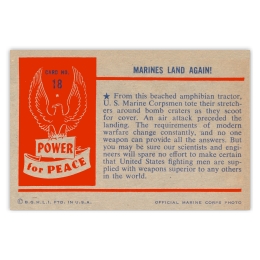 CARD NO.
18
POWER
for PEACE
MARINES LAND AGAIN!
★ From this beached amphibian tractor,
U. S. Marine Corpsmen tote their stretch-
ers around bomb craters as they scoot
for cover. An air attack preceded the
landing. The requirements of modern
warfare change constantly, and no one
weapon can provide all the answers. But
you may be sure our scientists and engi-
neers will spare no effort to make certain
that United States fighting men are sup-
plied with weapons superior to any others
in the world.
PTD. IN U.S.A.
OFFICIAL MARINE CORPS PHOTO